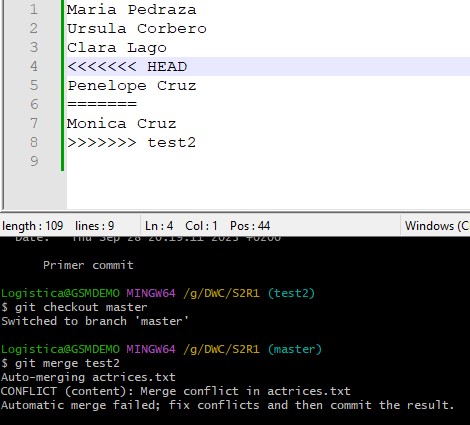 1 Maria Pedraza
2 Ursula Corbero
3 Clara Lago
4 <<<<<<< HEAD
5 Penelope Cruz
6 =======
7 Monica Cruz
8 >>>>>>> test2
9
length : 109 lines : 9 Ln : 4 Col : 1 Pos : 44 Windows (C
Date: Thu Sep 28 20:19:11 2023 +0200
Primer commit
Logistica@GSMDEMO MINGW64 /g/DWC/S2R1 (test2)
$ git checkout master
Switched to branch 'master'
Logistica@GSMDEMO MINGW64 /g/DWC/S2R1 (master)
$ git merge test2
Auto-merging actrices.txt
CONFLICT (content): Merge conflict in actrices.txt
Automatic merge failed; fix conflicts and then commit the result.